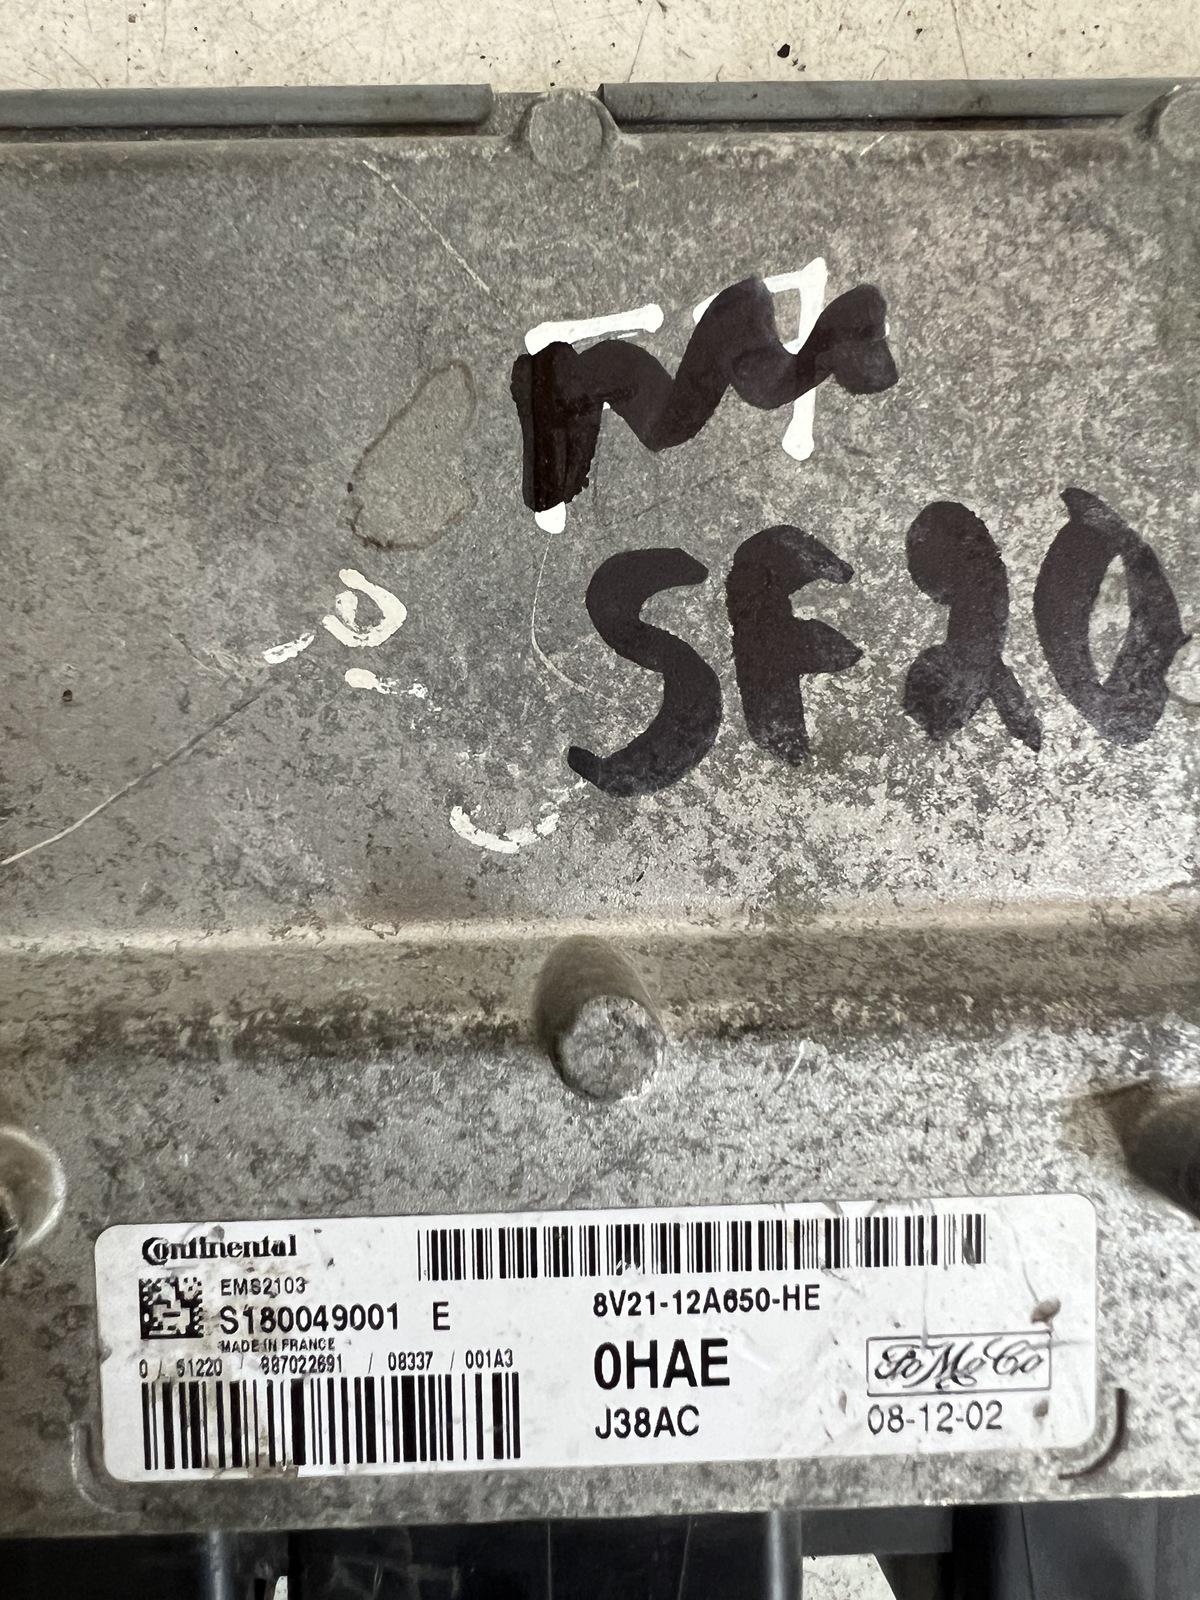 F7
SF20
Continental
EMS2103
S180049001 E
MADE IN FRANCE
0 / 51220 / 887022691 / 08337 / 001A3
8V21-12A650-HE
0HAE
J38AC
FoMoCo
08-12-02